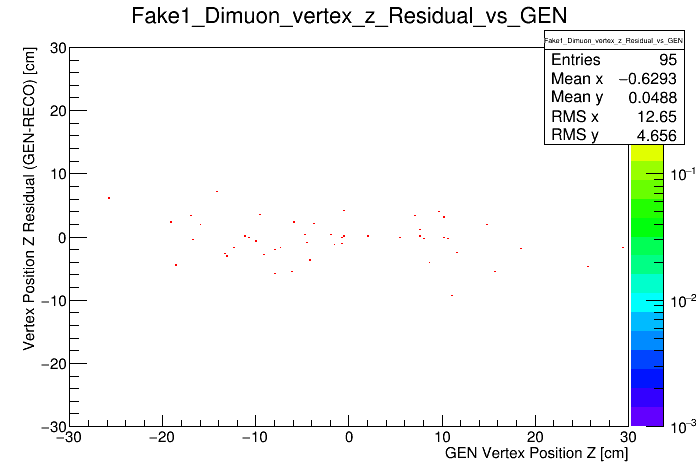 Fake1_Dimuon_vertex_z_Residual_vs_GEN
Fake1_Dimuon_vertex_z_Residual_vs_GEN
Entries 95
Mean x −0.6293
Mean y 0.0488
RMS x 12.65
RMS y 4.656
Vertex Position Z Residual (GEN-RECO) [cm]
30
20
10
0
−10
−20
−30
−30 −20 −10 0 10 20 30
GEN Vertex Position Z [cm]
10⁻¹
10⁻²
10⁻³